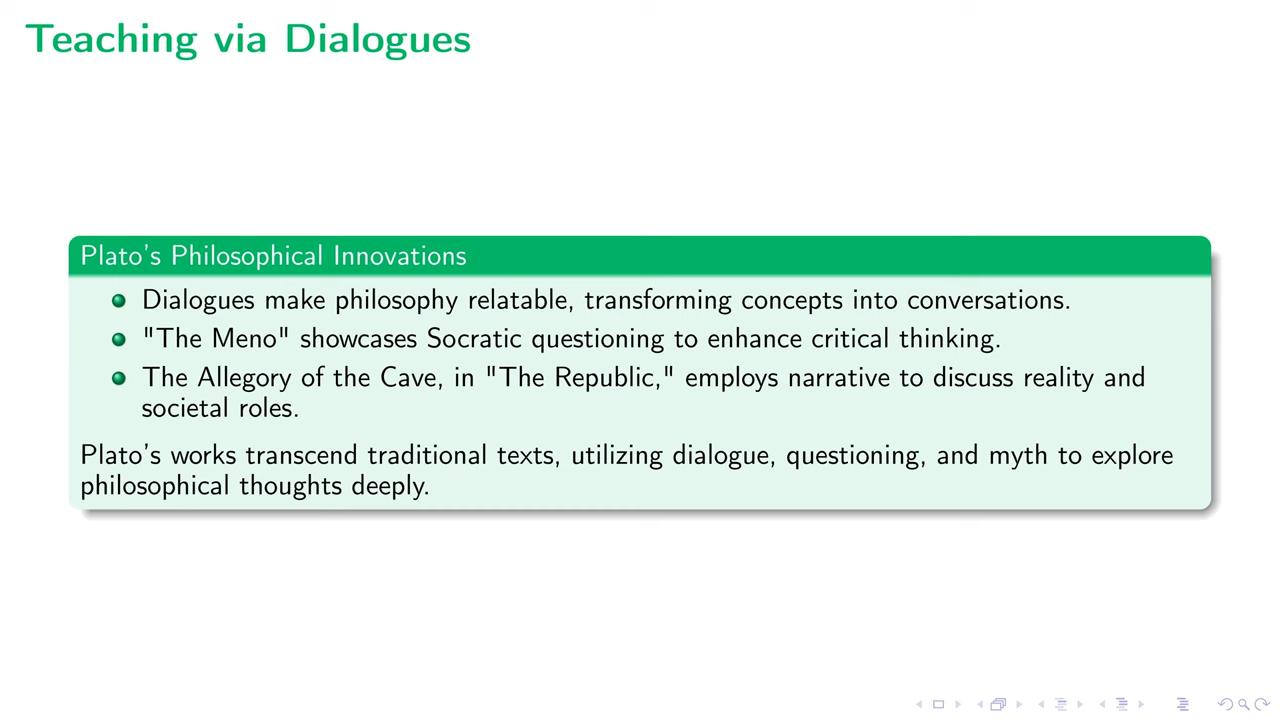 Teaching via Dialogues
Plato's Philosophical Innovations
Dialogues make philosophy relatable, transforming concepts into conversations.
"The Meno" showcases Socratic questioning to enhance critical thinking.
The Allegory of the Cave, in "The Republic," employs narrative to discuss reality and
societal roles.
Plato's works transcend traditional texts, utilizing dialogue, questioning, and myth to explore
philosophical thoughts deeply.